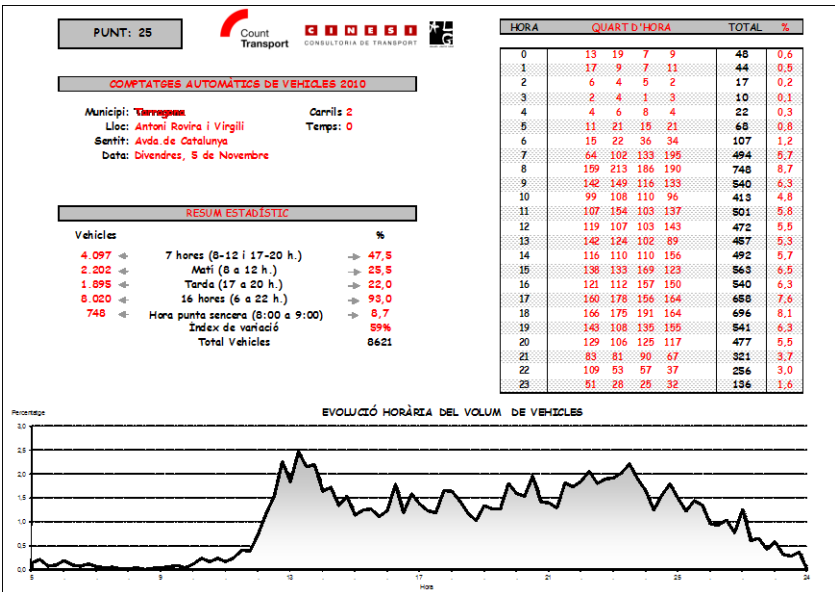 PUNT: 25
Count
Transport
CINESI
CONSULTORIA DE TRANSPORT
COMPTATGES AUTOMÀTICS DE VEHICLES 2010
Municipi: Tarragona Carrils 2
Lloc: Antoni Rovira i Virgili Temps: 0
Sentit: Avda.de Catalunya
Data: Divendres, 5 de Novembre
RESUM ESTADÍSTIC
Vehicles %
4.097 7 hores (8-12 i 17-20 h.) 47,5
2.202 Matí (8 a 12 h.) 25,5
1.895 Tarda (17 a 20 h.) 22,0
8.020 16 hores (6 a 22 h.) 93,0
748 Hora punta sencera (8:00 a 9:00) 8,7
Índex de variació 59%
Total Vehicles 8621
HORA QUART D'HORA TOTAL %
0 13 19 7 9 48 0,6
1 17 9 7 11 44 0,5
2 6 4 5 2 17 0,2
3 2 4 1 3 10 0,1
4 4 6 8 4 22 0,3
5 11 21 15 21 68 0,8
6 15 22 36 34 107 1,2
7 64 102 133 195 494 5,7
8 159 213 186 190 748 8,7
9 142 149 116 133 540 6,3
10 99 108 110 96 413 4,8
11 107 154 103 137 501 5,8
12 119 107 103 143 472 5,5
13 142 124 102 89 457 5,3
14 116 110 110 156 492 5,7
15 138 133 169 123 563 6,5
16 121 112 157 150 540 6,3
17 160 178 156 164 658 7,6
18 166 175 191 164 696 8,1
19 143 108 135 155 541 6,3
20 129 106 125 117 477 5,5
21 83 81 90 67 321 3,7
22 109 53 57 37 256 3,0
23 51 28 25 32 136 1,6
EVOLUCIÓ HORÀRIA DEL VOLUM DE VEHICLES
Percentatge
3,0
2,5
2,0
1,5
1,0
0,5
0,0
5 9 13 17 21 25 24
Hora